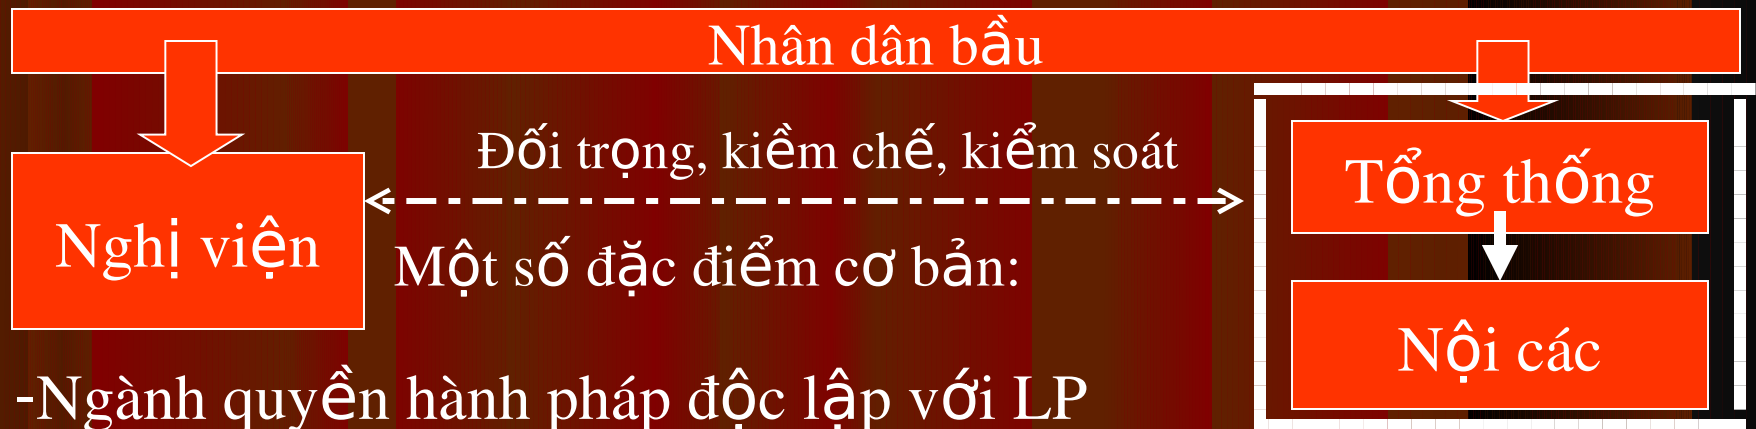 Nhân dân bầu
Đối trọng, kiềm chế, kiểm soát
Tổng thống
Nghị viện
Một số đặc điểm cơ bản:
Nội các
-Ngành quyền hành pháp độc lập với LP